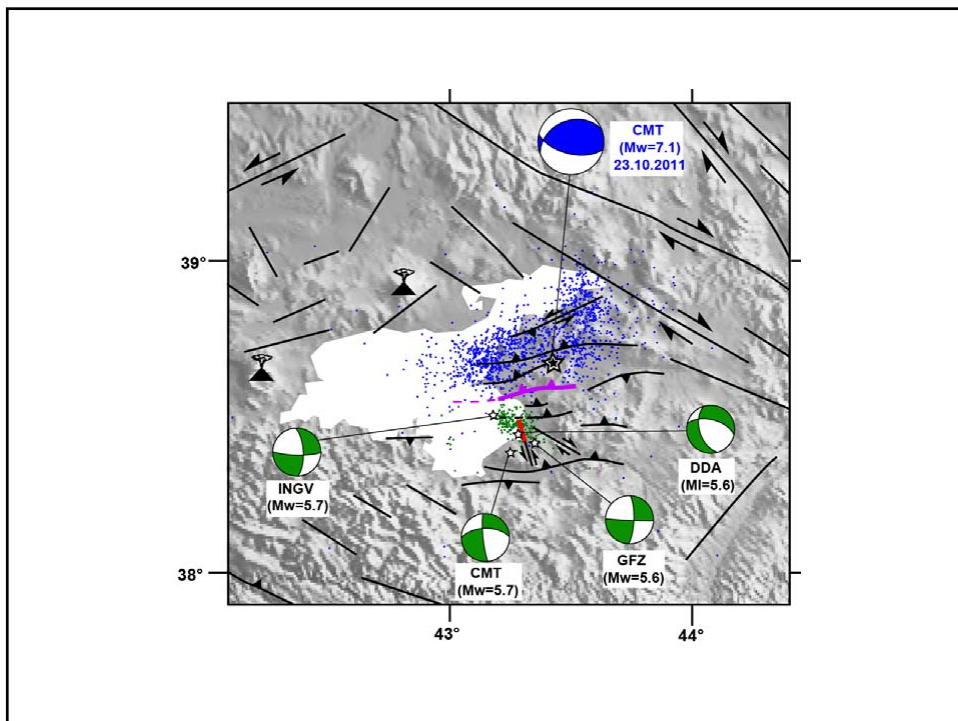 CMT
(Mw=7.1)
23.10.2011
39°
DDA
(Ml=5.6)
INGV
(Mw=5.7)
GFZ
(Mw=5.6)
CMT
(Mw=5.7)
38°
43°
44°